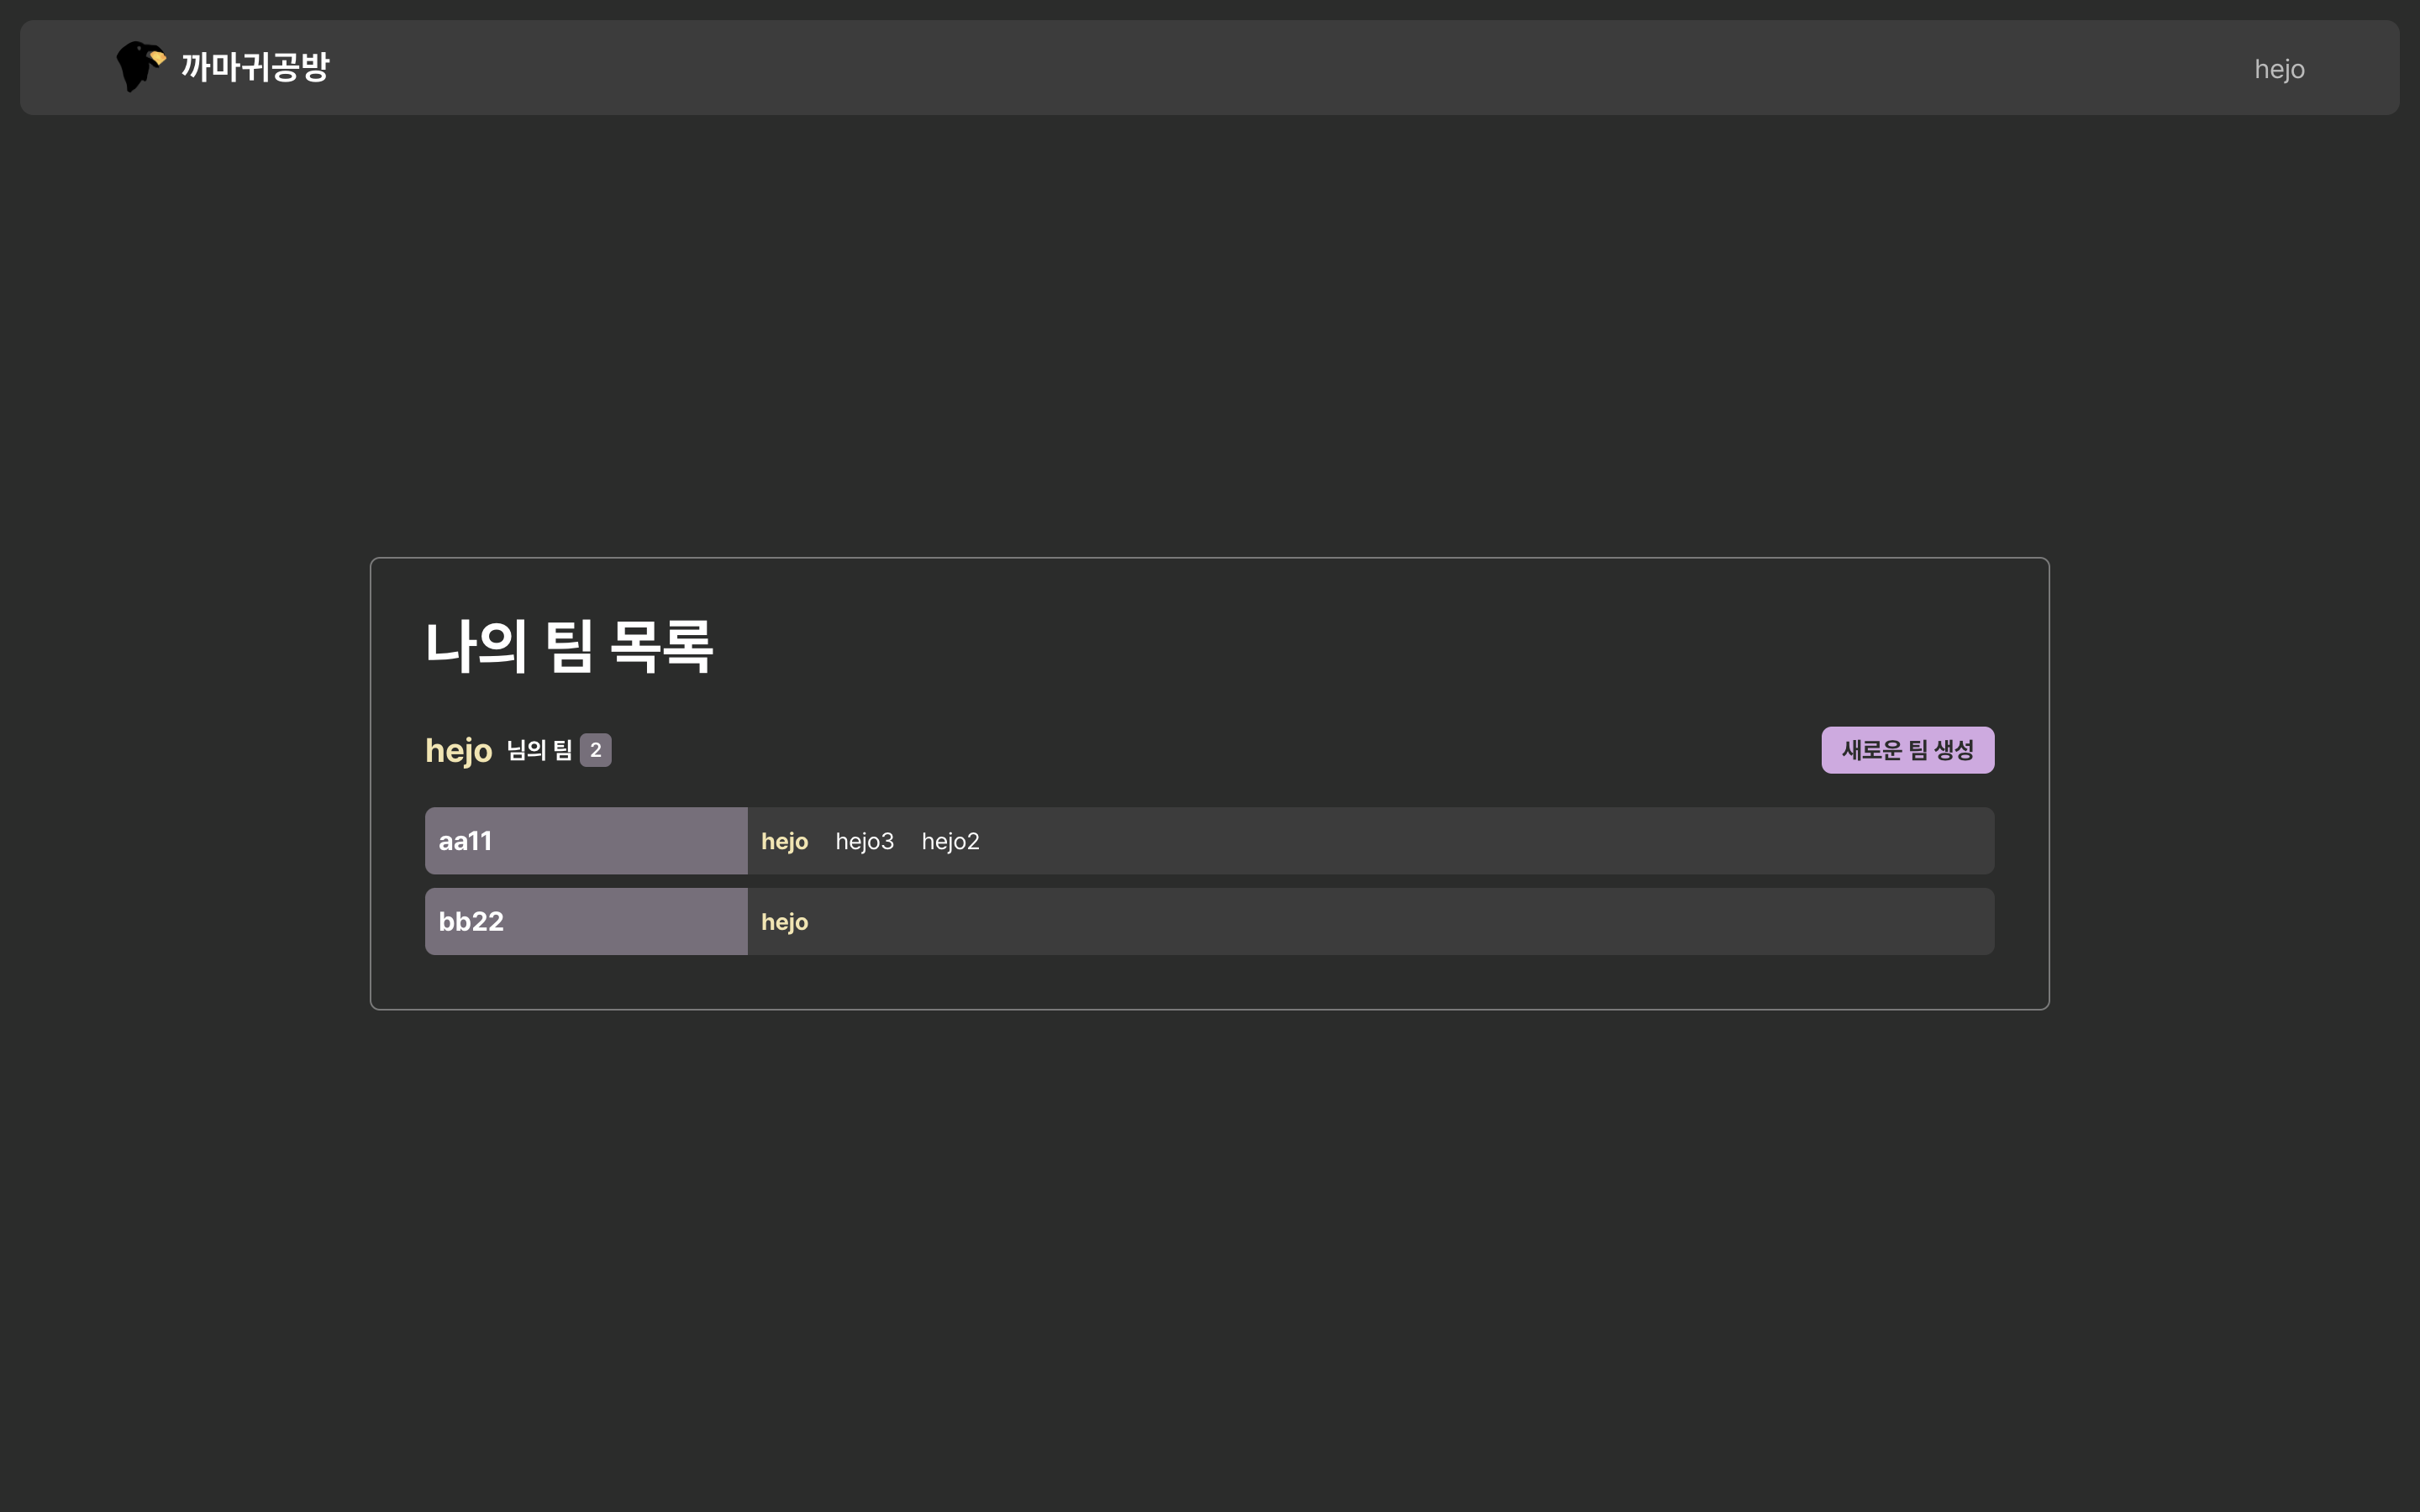 까마귀공방
hejo
나의 팀 목록
hejo 님의 팀 2
새로운 팀 생성
aa11 hejo hejo3 hejo2
bb22 hejo